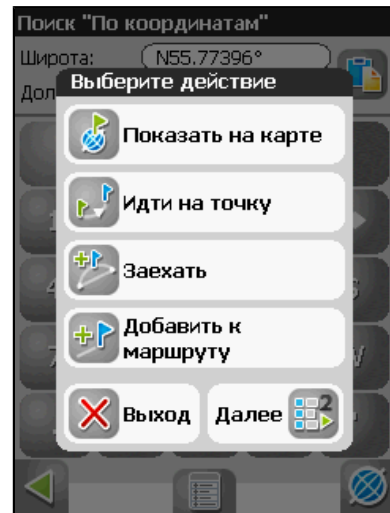 Поиск "По координатам"
Широта: N55.77396°
Дол
Выберите действие
Показать на карте
Идти на точку
Заехать
Добавить к
маршруту
Выход Далее 2